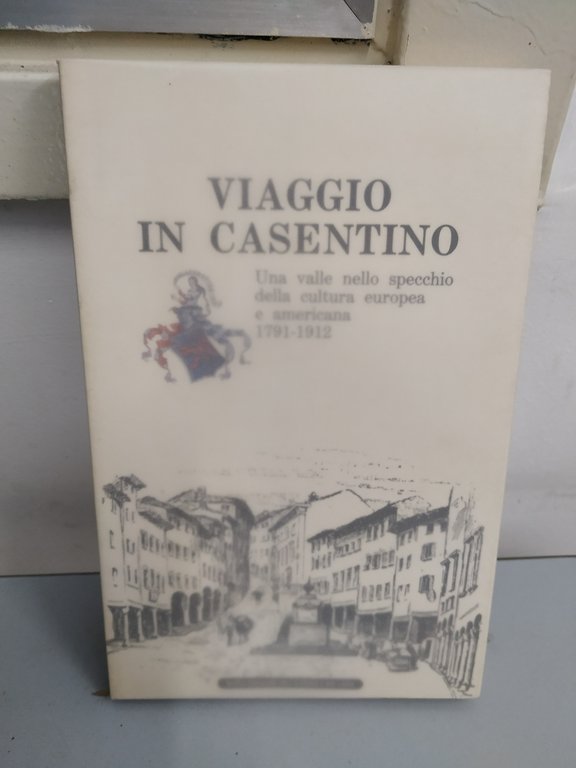 VIAGGIO
IN CASENTINO
Una valle nello specchio
della cultura europea
e americana
1791-1912